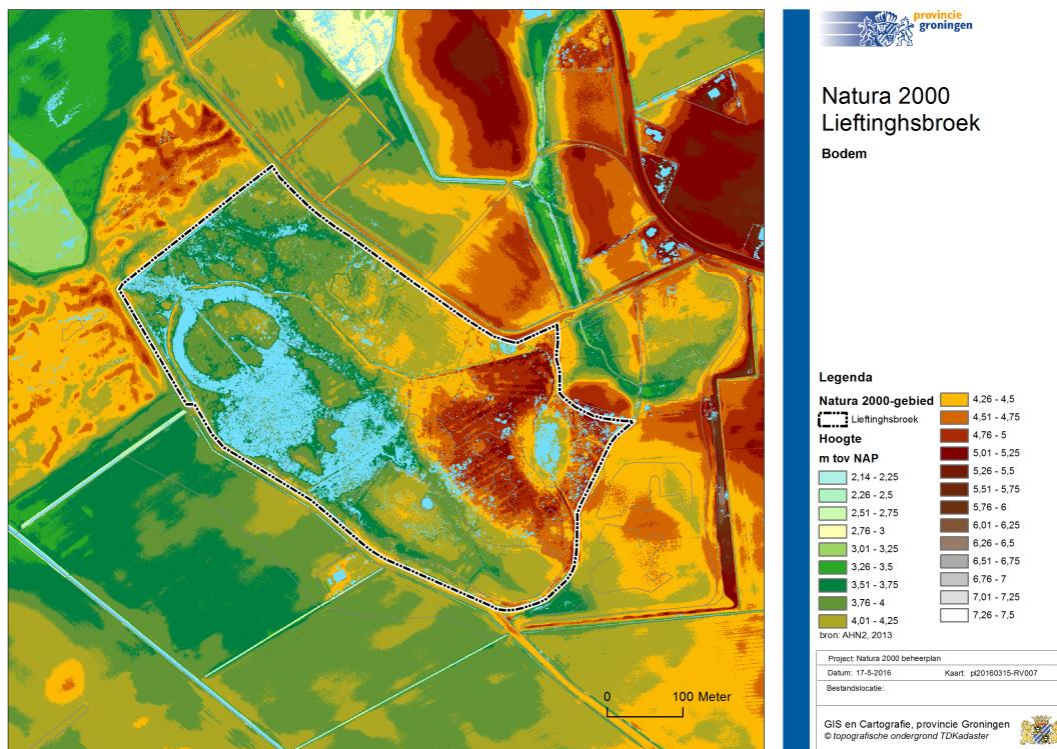 provincie
groningen
Natura 2000
Lieftinghsbroek
Bodem
Legenda
Natura 2000-gebied
Lieftinghsbroek
Hoogte
m tov NAP
2,14 - 2,25
2,26 - 2,5
2,51 - 2,75
2,76 - 3
3,01 - 3,25
3,26 - 3,5
3,51 - 3,75
3,76 - 4
4,01 - 4,25
4,26 - 4,5
4,51 - 4,75
4,76 - 5
5,01 - 5,25
5,26 - 5,5
5,51 - 5,75
5,76 - 6
6,01 - 6,25
6,26 - 6,5
6,51 - 6,75
6,76 - 7
7,01 - 7,25
7,26 - 7,5
bron: AHN2, 2013
0 100 Meter
Project: Natura 2000 beheerplan
Datum: 17-5-2016 Kaart: pl20160315-RV007
Bestandslocatie:
GIS en Cartografie, provincie Groningen
© topografische ondergrond TDKadaster